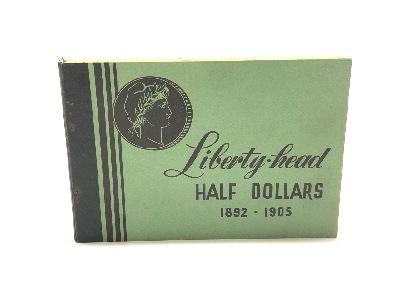 Liberty-head
HALF DOLLARS
1892 - 1905